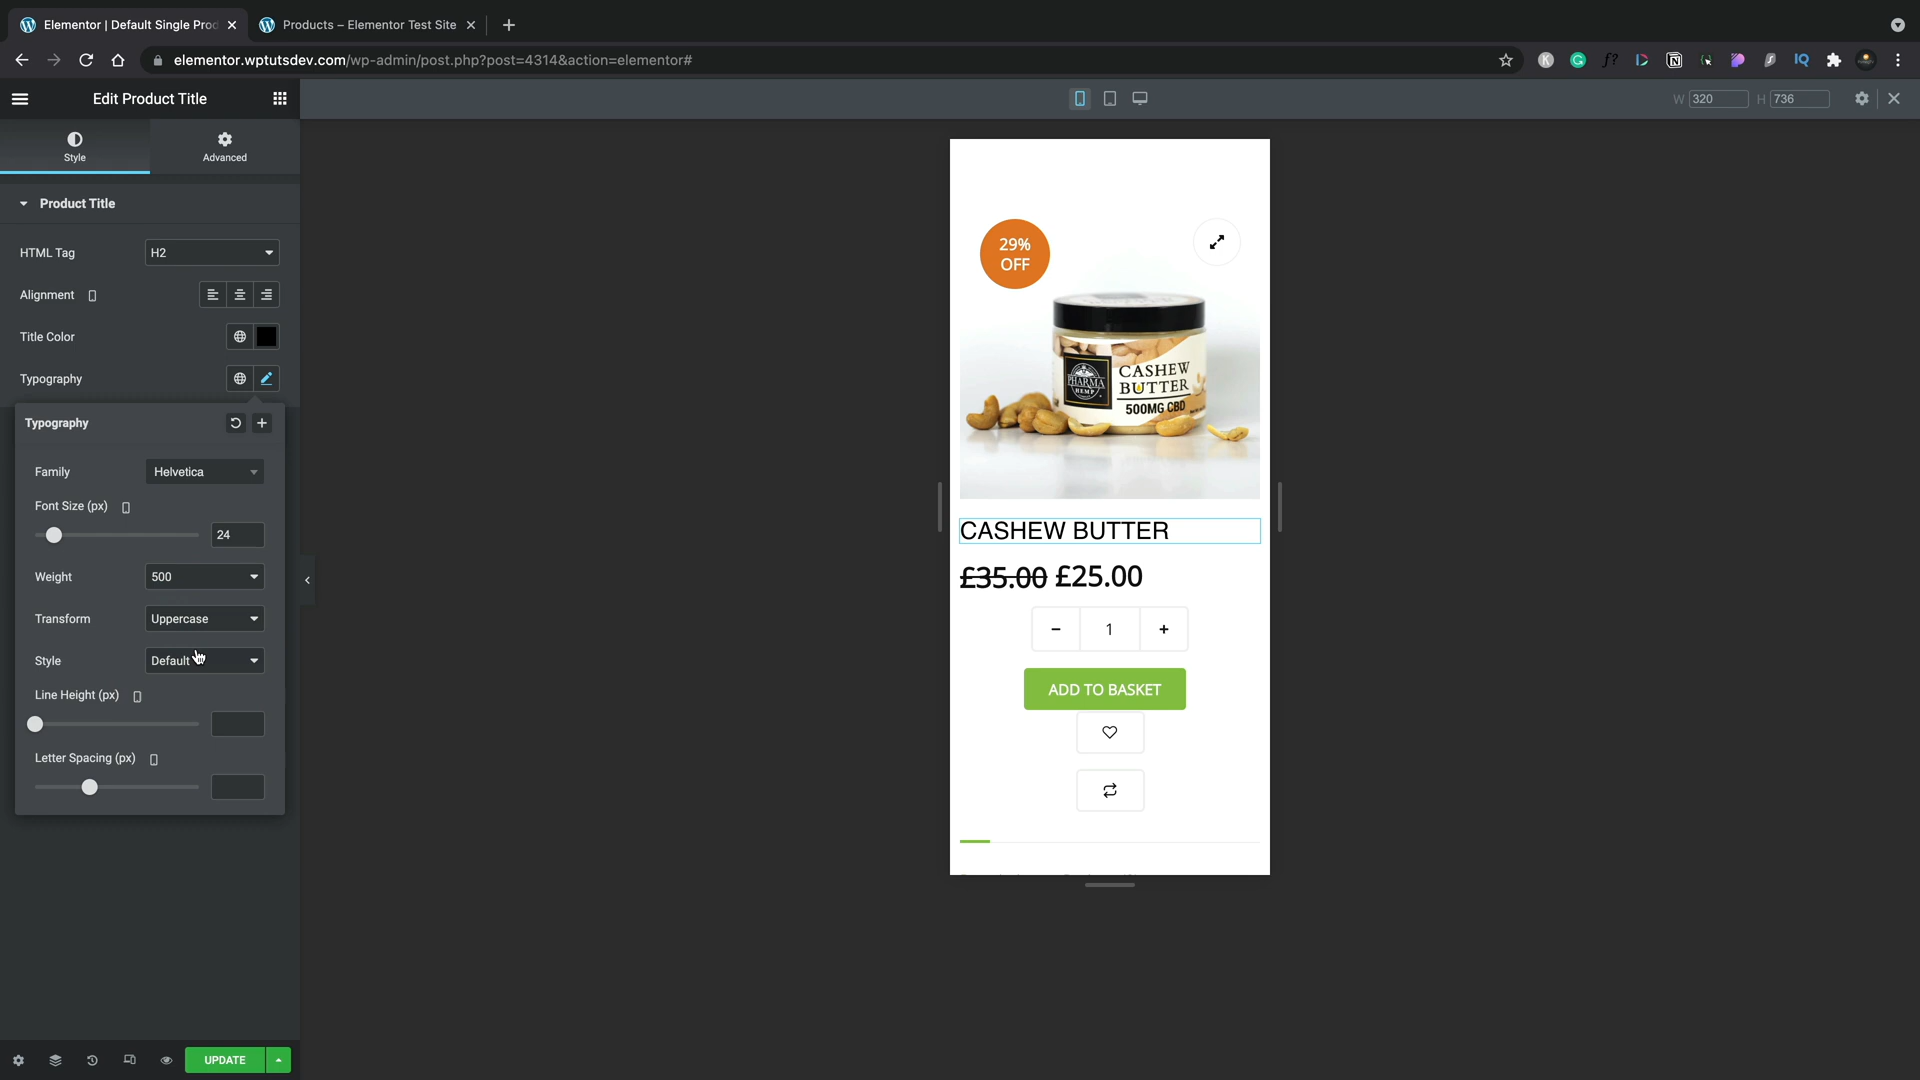 Elementor | Default Single Prod
Products – Elementor Test Site
elementor.wptutsdev.com/wp-admin/post.php?post=4314&action=elementor#
Edit Product Title
W 320 H 736
Style
Advanced
Product Title
HTML Tag
H2
Alignment
Title Color
Typography
Typography
Family
Helvetica
Font Size (px)
24
Weight
500
Transform
Uppercase
Style
Default
Line Height (px)
Letter Spacing (px)
UPDATE
29%
OFF
PHARMA
HEMP
CASHEW
BUTTER
500MG CBD
CASHEW BUTTER
£35.00 £25.00
− 1 +
ADD TO BASKET